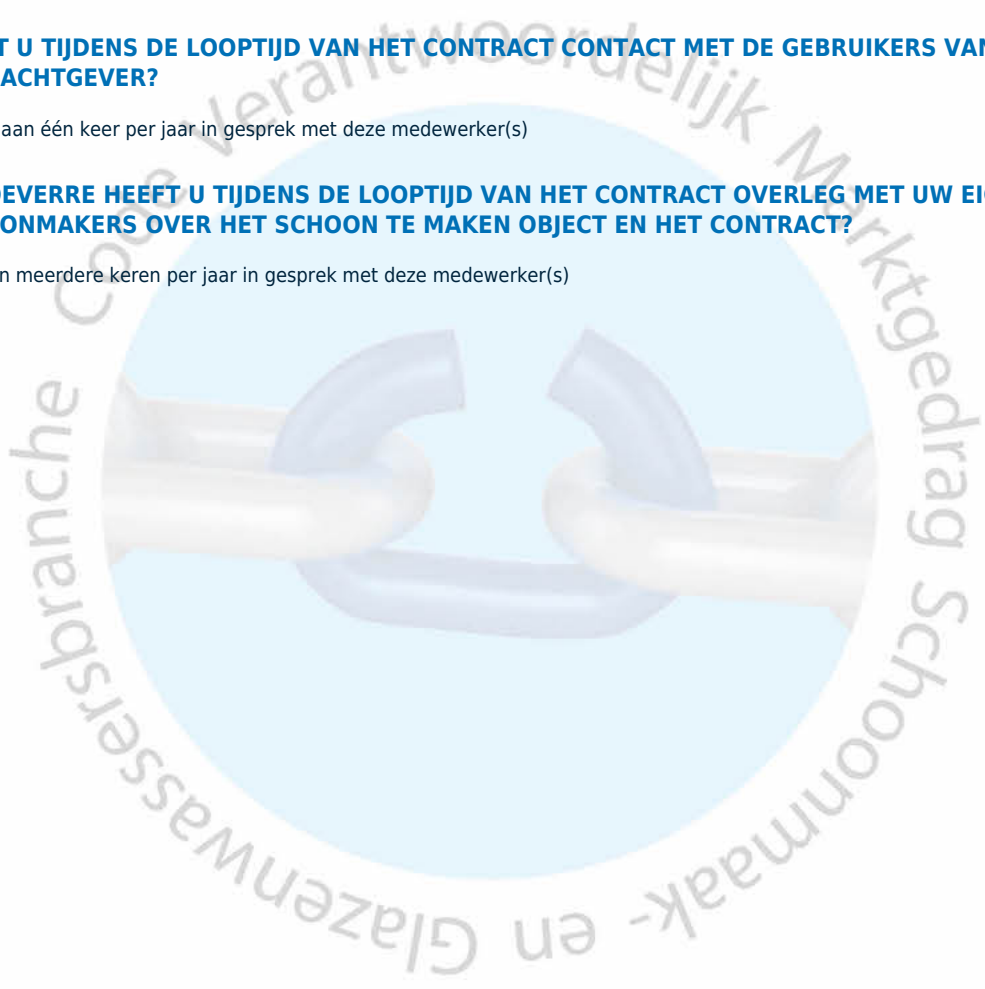 T U TIJDENS DE LOOPTIJD VAN HET CONTRACT CONTACT MET DE GEBRUIKERS VAN
ACHTGEVER?
aan één keer per jaar in gesprek met deze medewerker(s)
OEVERRE HEEFT U TIJDENS DE LOOPTIJD VAN HET CONTRACT OVERLEG MET UW EIG
ONMAKERS OVER HET SCHOON TE MAKEN OBJECT EN HET CONTRACT?
n meerdere keren per jaar in gesprek met deze medewerker(s)
Code Verantwoordelijk Marktgedrag Schoonmaak- en Glazenwassersbranche